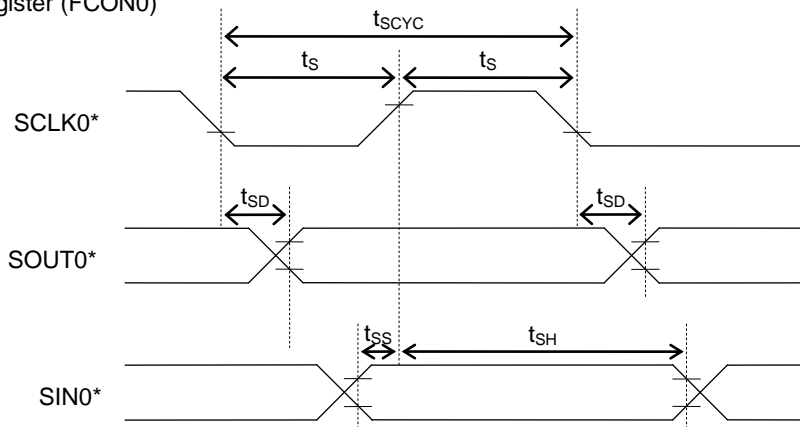 gister (FCON0)
tSCYC
tS tS
SCLK0*
tSD tSD
SOUT0*
tSS tSH
SIN0*